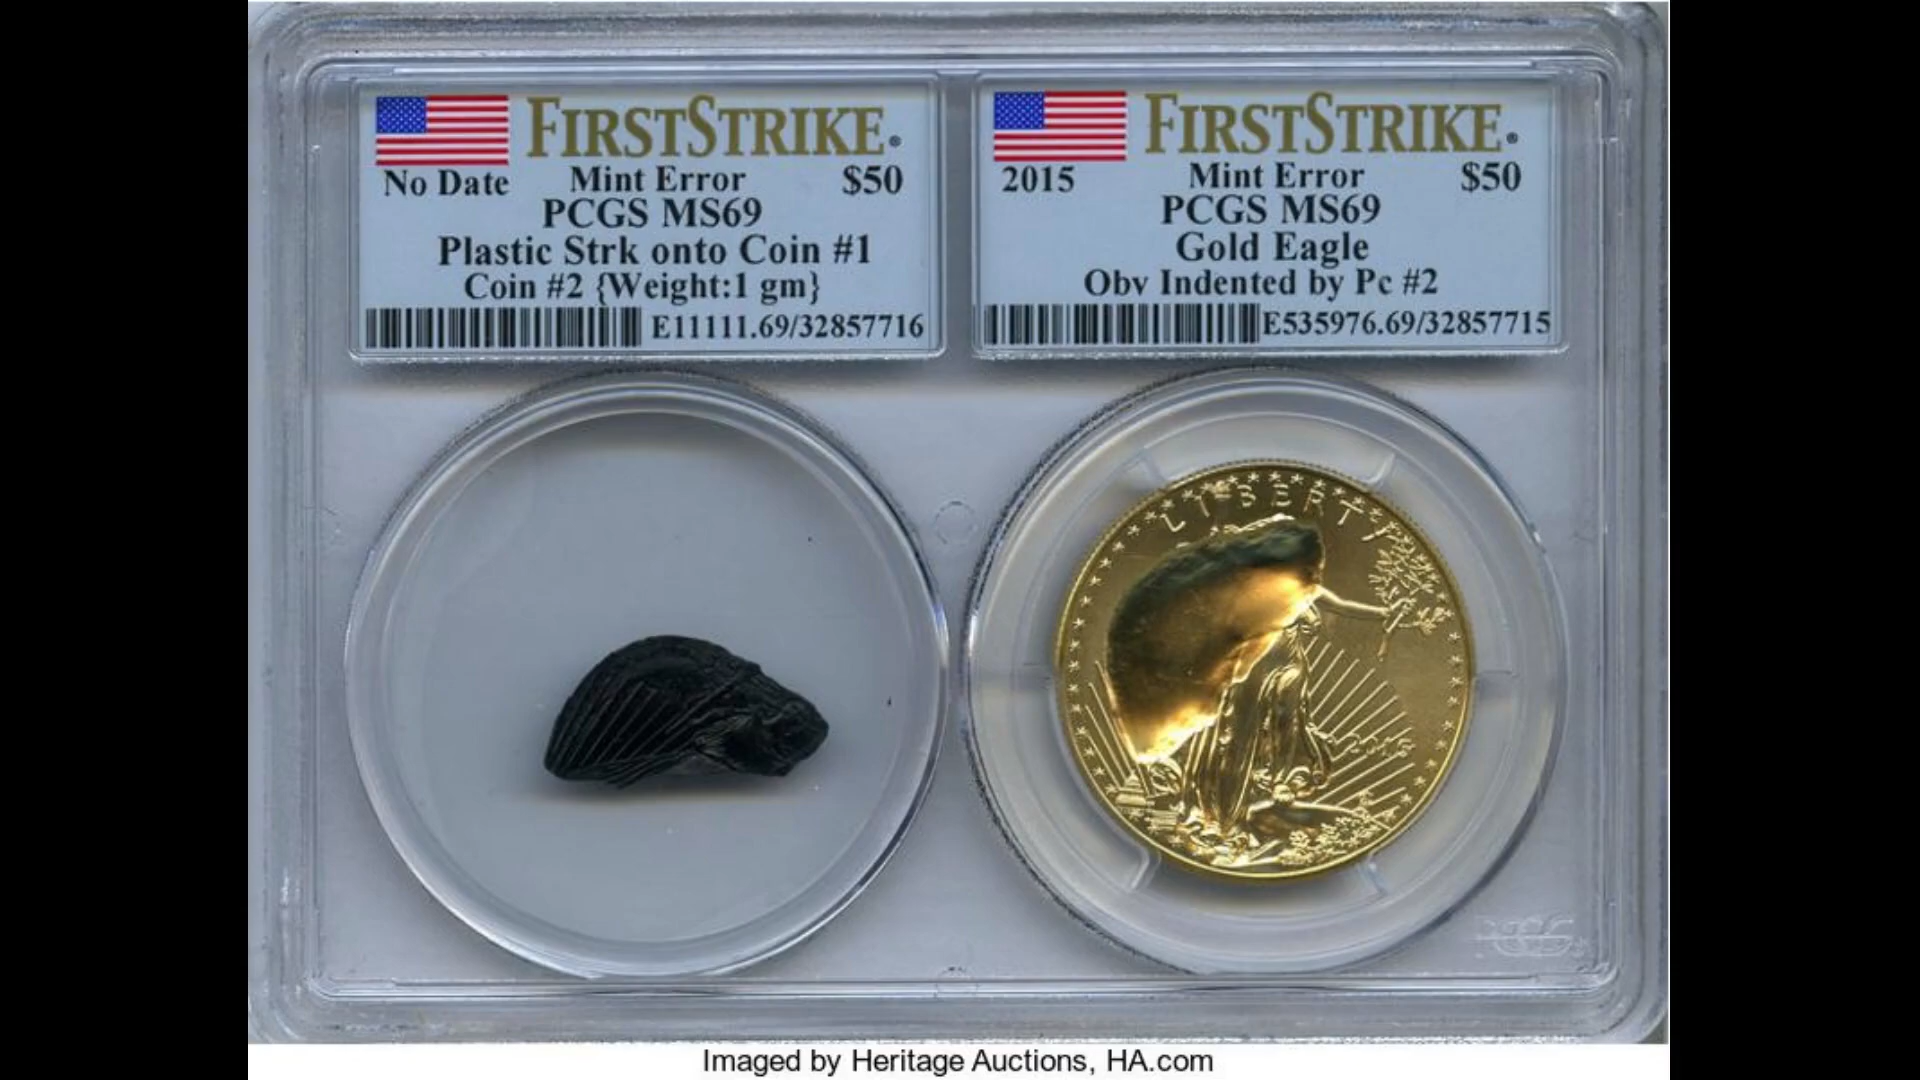 FIRSTSTRIKE®
No Date Mint Error $50
PCGS MS69
Plastic Strk onto Coin #1
Coin #2 {Weight:1 gm}
E11111.69/32857716
FIRSTSTRIKE®
2015 Mint Error $50
PCGS MS69
Gold Eagle
Obv Indented by Pc #2
E535976.69/32857715
LIBERTY
2015
PCGS
Imaged by Heritage Auctions, HA.com